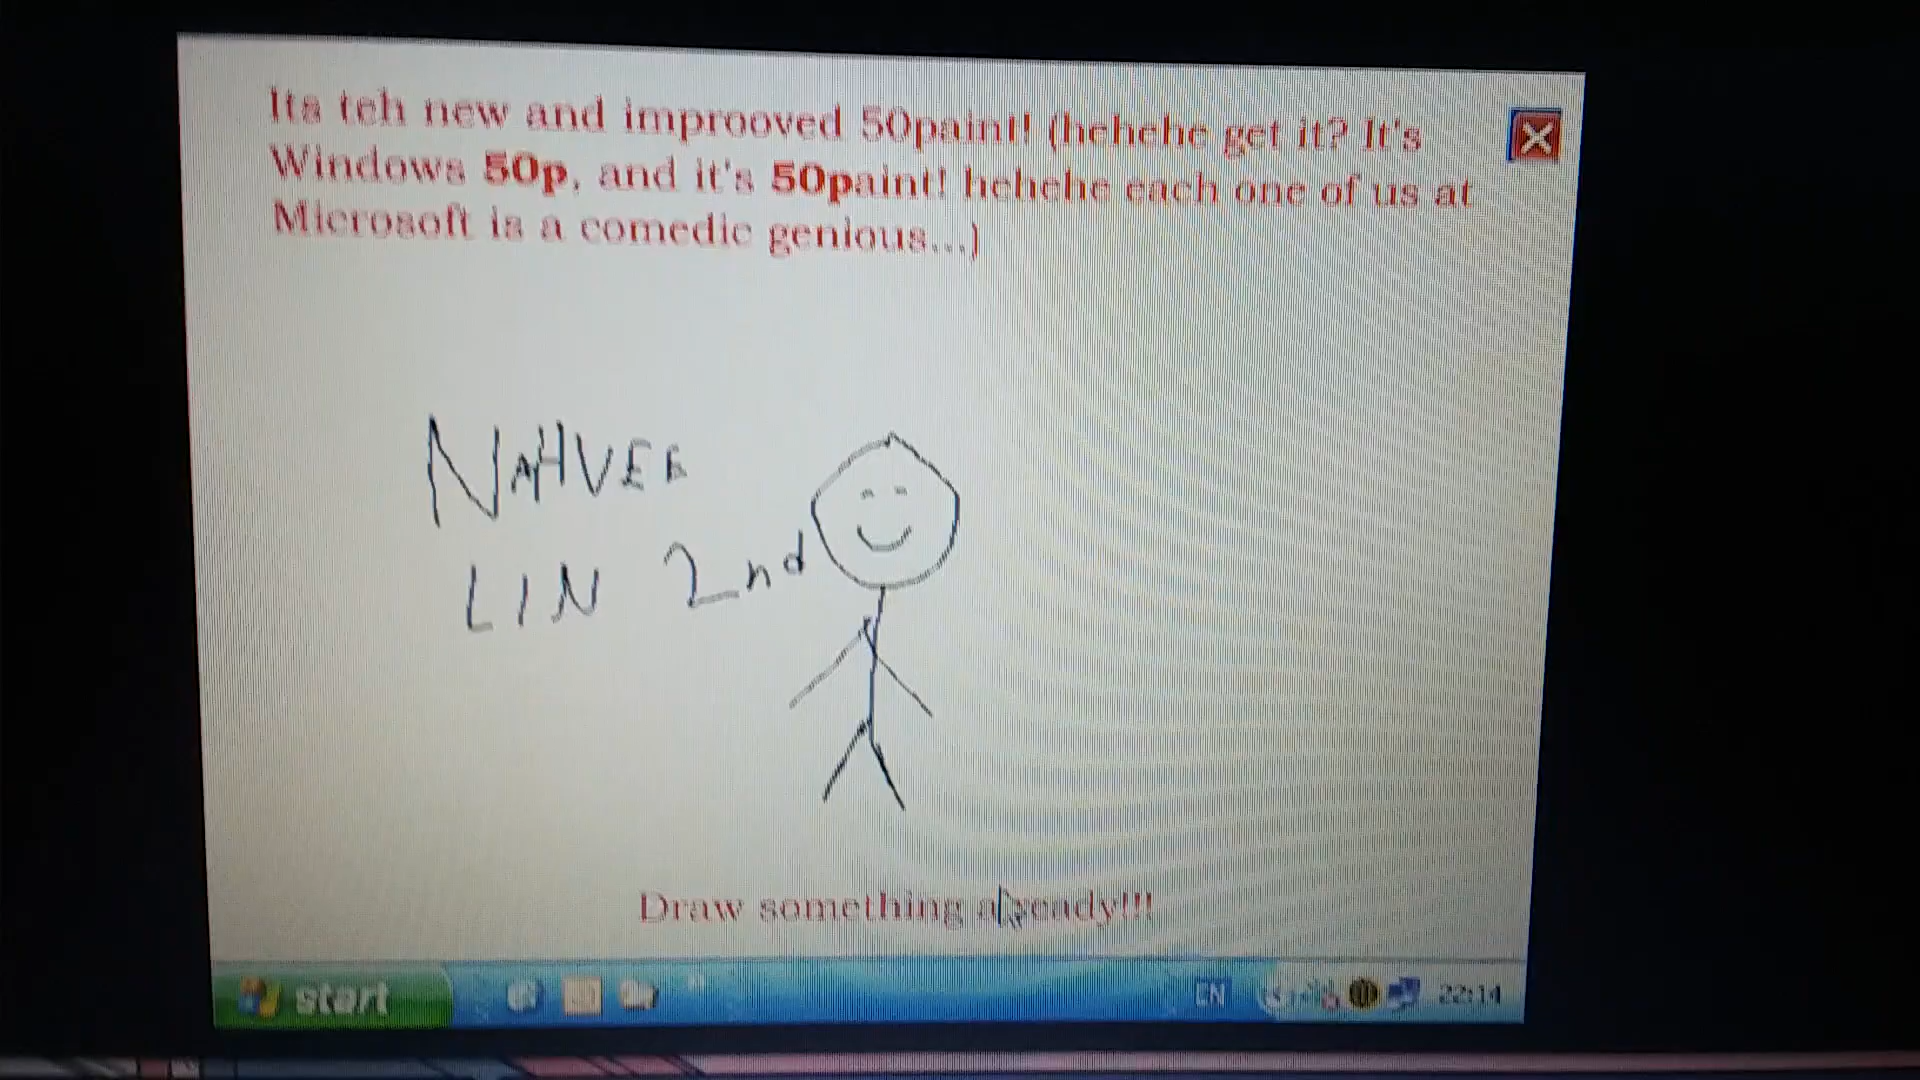 Its teh new and improoved 50paint! (hehehe get it? It's
Windows 50p, and it's 50paint! hehehe each one of us at
Microsoft is a comedic genious...)
NAHVEE
LIN 2nd
Draw something already!!!
start
EN
22:14